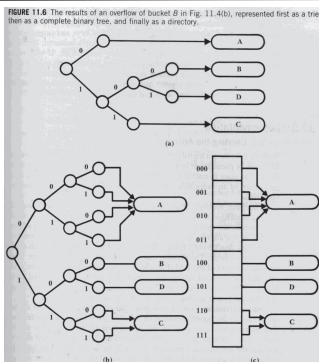 FIGURE 11.6 The results of an overflow of bucket B in Fig. 11.4(b), represented first as a trie
then as a complete binary tree, and finally as a directory.
0
A
0
B
0
1
1
D
1
C
(a)
0
0
1
0
A
1
0
1
0
B
0
1
D
1
0
C
1
1
(b)
000
001
A
010
011
100
B
101
D
110
C
111
(c)